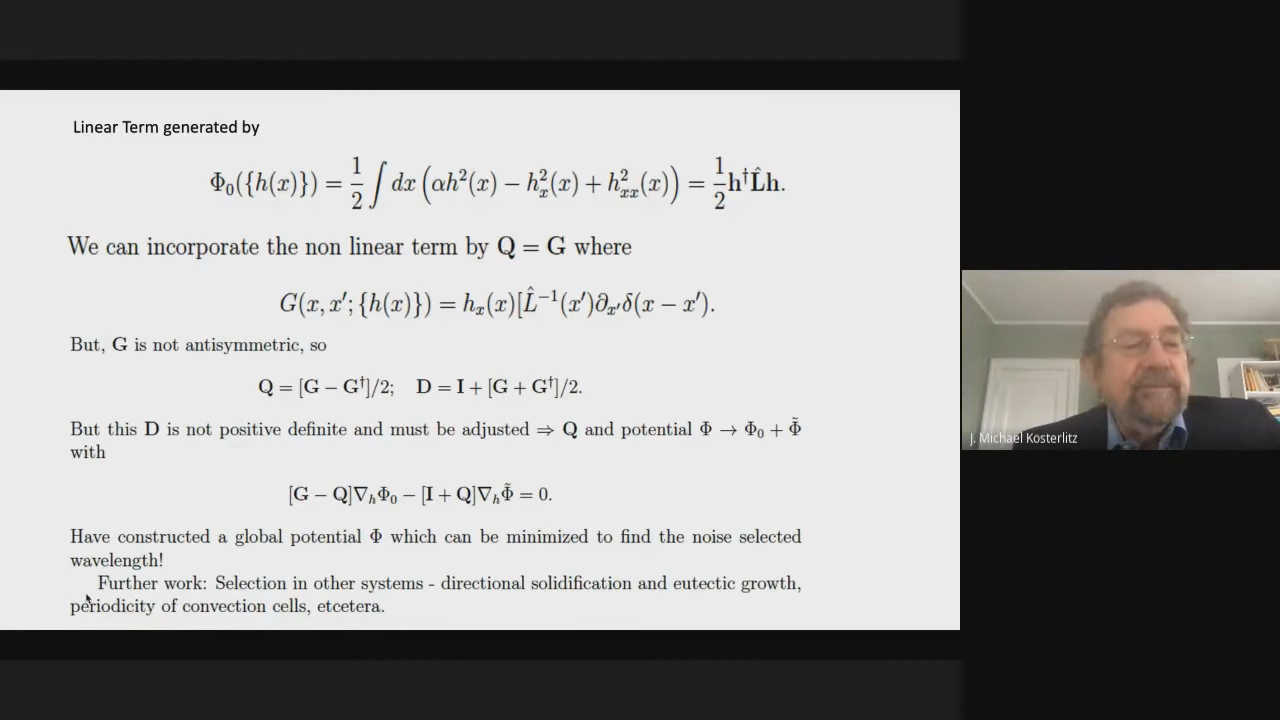 Linear Term generated by
Φ₀({h(x)}) = 1/2 ∫ dx (αh²(x) − hₓ²(x) + hₓₓ²(x)) = 1/2 h†L̂h.
We can incorporate the non linear term by Q = G where
G(x, x′; {h(x)}) = hₓ(x)[L̂⁻¹(x′)∂ₓ′δ(x − x′).
But, G is not antisymmetric, so
Q = [G − G†]/2; D = I + [G + G†]/2.
But this D is not positive definite and must be adjusted ⇒ Q and potential Φ → Φ₀ + Φ̃
with
[G − Q]∇ₕΦ₀ − [I + Q]∇ₕΦ̃ = 0.
Have constructed a global potential Φ which can be minimized to find the noise selected
wavelength!
Further work: Selection in other systems - directional solidification and eutectic growth,
periodicity of convection cells, etcetera.
J. Michael Kosterlitz